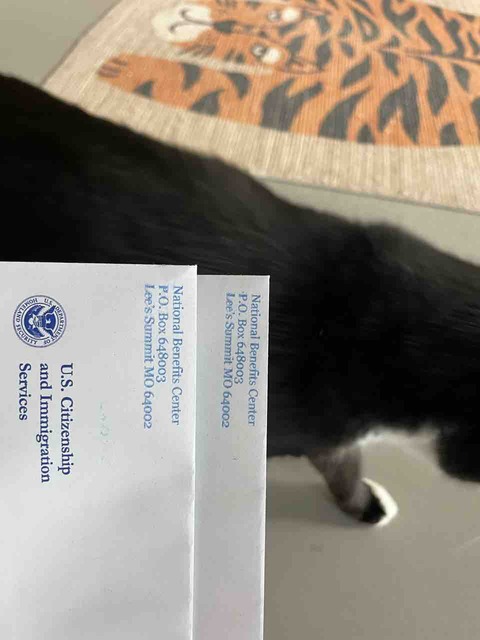 U.S. Citizenship
and Immigration
Services
National Benefits Center
P.O. Box 648003
Lee's Summit MO 64002
National Benefits Center
P.O. Box 648003
Lee's Summit MO 64002